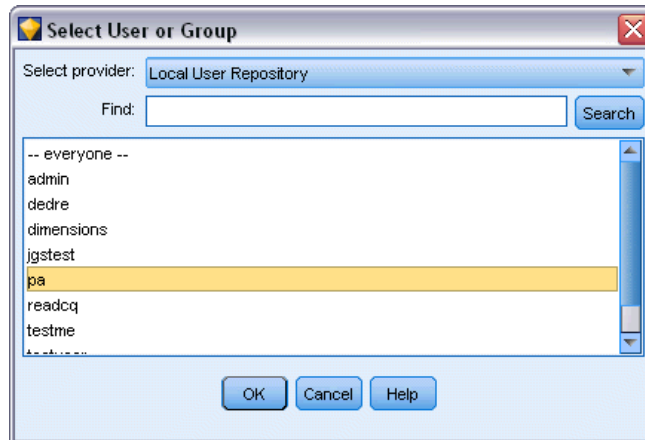 Select User or Group
Select provider: Local User Repository
Find: Search
-- everyone --
admin
dedre
dimensions
jgstest
pa
readcq
testme
OK Cancel Help